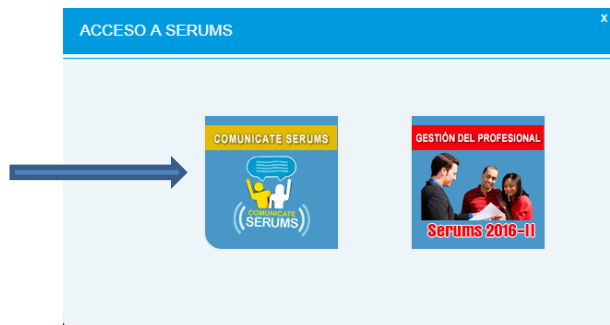 ACCESO A SERUMS
x
COMUNICATE SERUMS
COMUNICATE
SERUMS
GESTIÓN DEL PROFESIONAL
Serums 2016-II